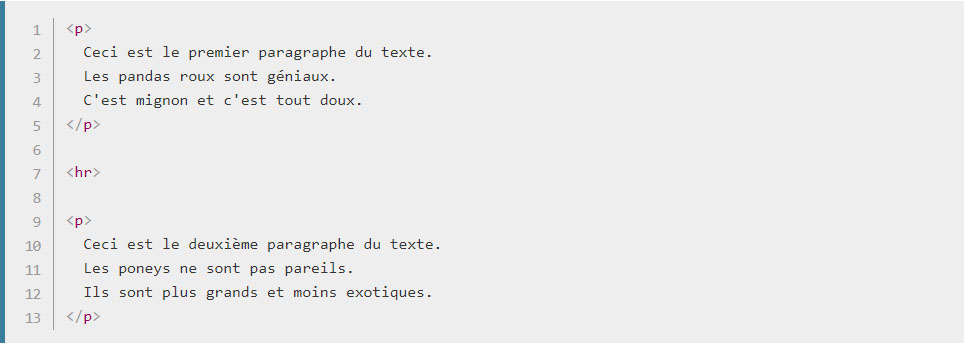 1 <p>
2 Ceci est le premier paragraphe du texte.
3 Les pandas roux sont géniaux.
4 C'est mignon et c'est tout doux.
5 </p>
6
7 <hr>
8
9 <p>
10 Ceci est le deuxième paragraphe du texte.
11 Les poneys ne sont pas pareils.
12 Ils sont plus grands et moins exotiques.
13 </p>